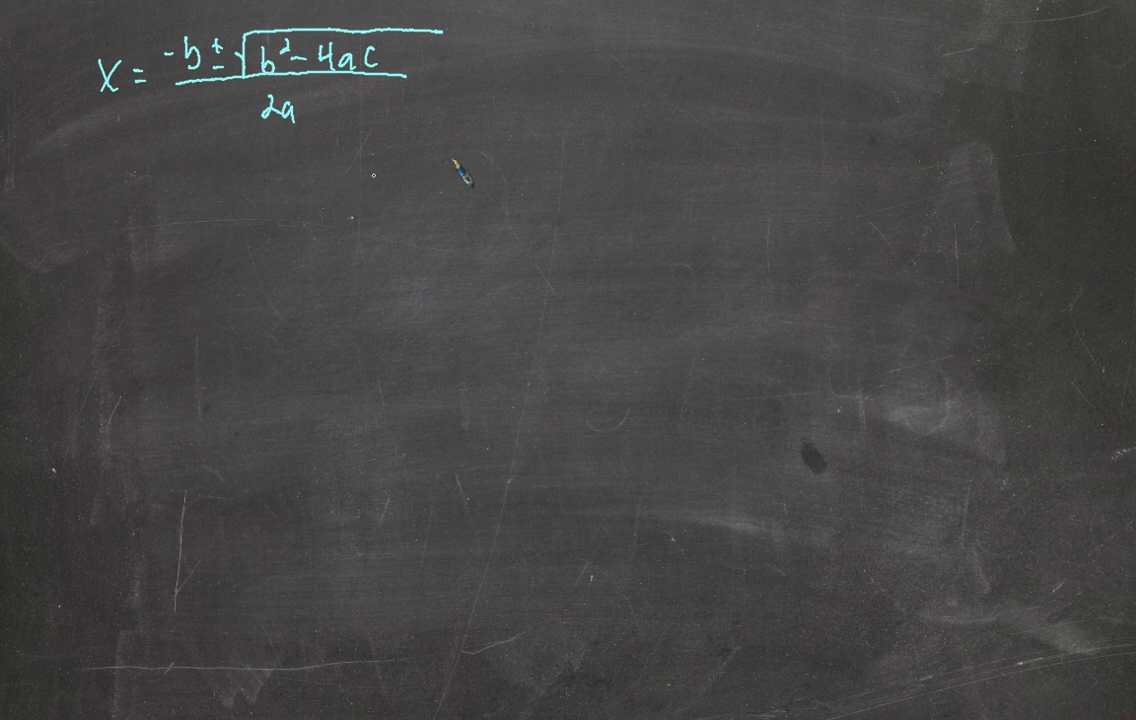 x = -b ± √b² - 4ac / 2a